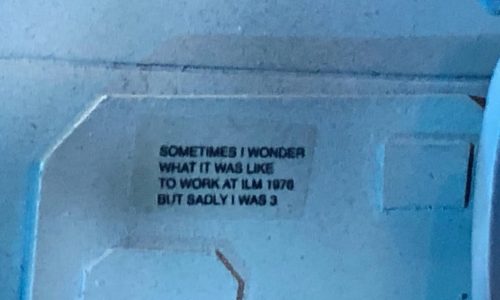 SOMETIMES I WONDER
WHAT IT WAS LIKE
TO WORK AT ILM 1976
BUT SADLY I WAS 3